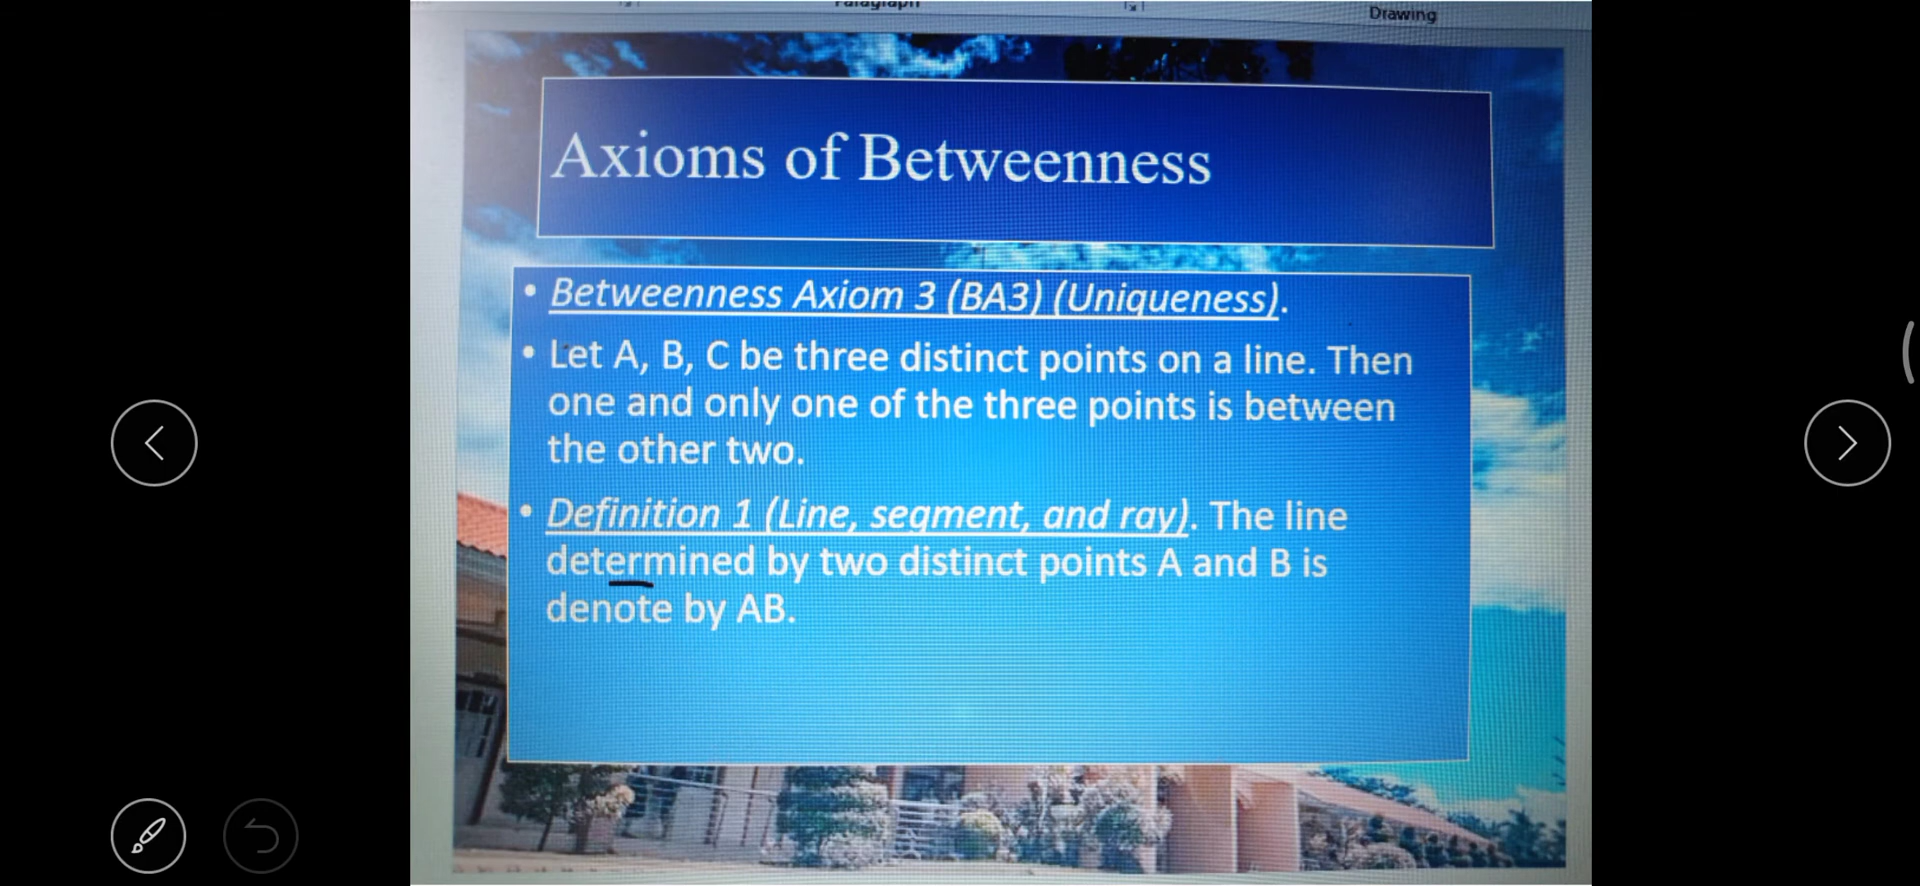 Paragraph
Drawing
Axioms of Betweenness
• Betweenness Axiom 3 (BA3) (Uniqueness).
• Let A, B, C be three distinct points on a line. Then
one and only one of the three points is between
the other two.
• Definition 1 (Line, segment, and ray). The line
determined by two distinct points A and B is
denote by AB.